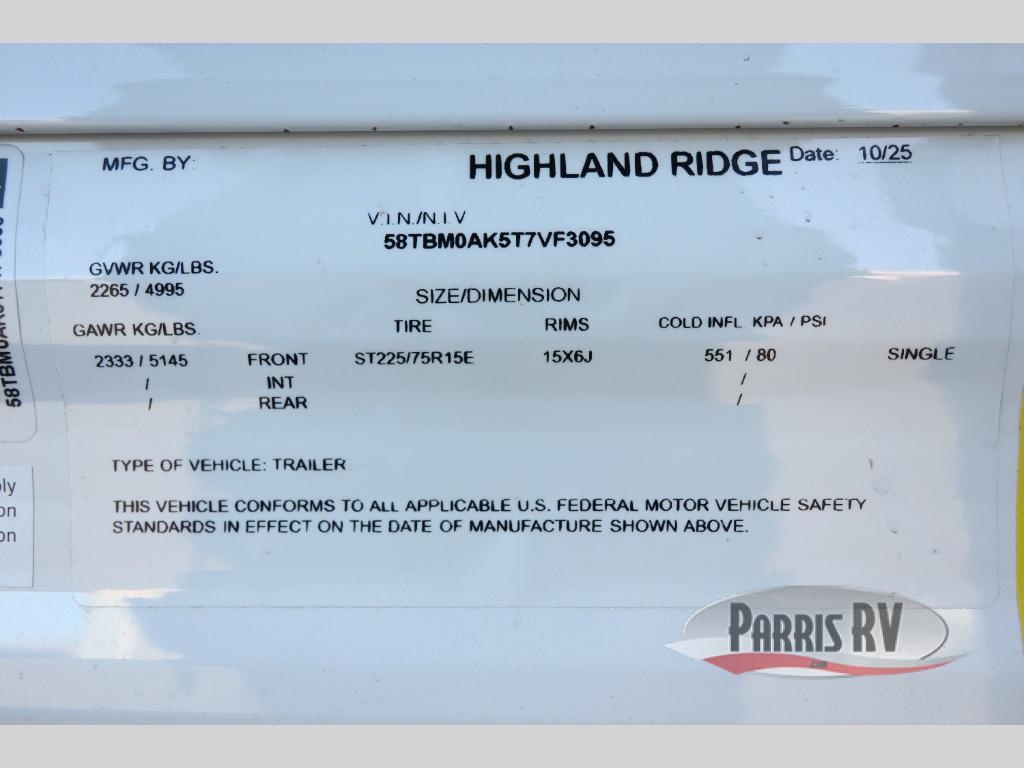 MFG. BY: HIGHLAND RIDGE Date: 10/25
V.I.N./N.I.V
58TBM0AK5T7VF3095
GVWR KG/LBS.
2265 / 4995
SIZE/DIMENSION
GAWR KG/LBS. TIRE RIMS COLD INFL. KPA / PSI
2333 / 5145 FRONT ST225/75R15E 15X6J 551 / 80 SINGLE
/ INT /
/ REAR /
TYPE OF VEHICLE: TRAILER
THIS VEHICLE CONFORMS TO ALL APPLICABLE U.S. FEDERAL MOTOR VEHICLE SAFETY
STANDARDS IN EFFECT ON THE DATE OF MANUFACTURE SHOWN ABOVE.
PARRIS RV
.com